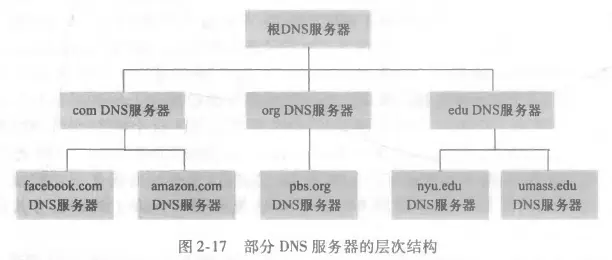 根DNS服务器
com DNS服务器
org DNS服务器
edu DNS服务器
facebook.com
DNS服务器
amazon.com
DNS服务器
pbs.org
DNS服务器
nyu.edu
DNS服务器
umass.edu
DNS服务器
图 2-17 部分 DNS 服务器的层次结构